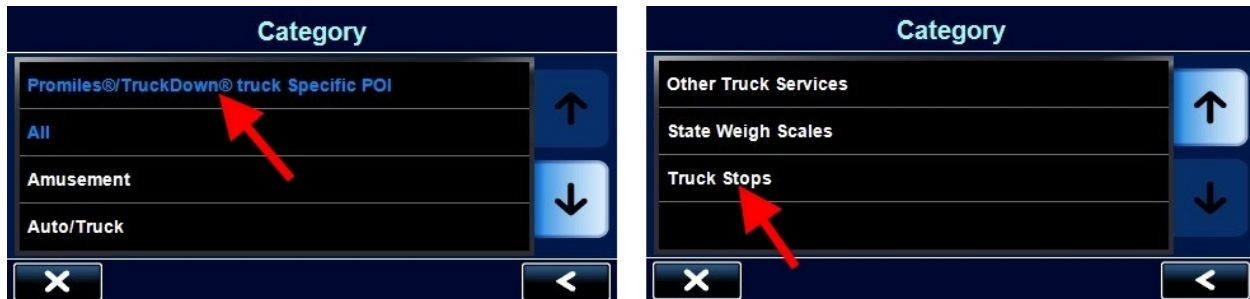 Category
Promiles®/TruckDown® truck Specific POI
All
Amusement
Auto/Truck
Category
Other Truck Services
State Weigh Scales
Truck Stops